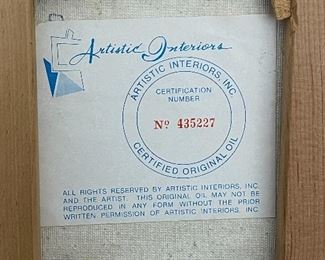 Artistic Interiors
ARTISTIC INTERIORS, INC.
CERTIFICATION
NUMBER
Nº 435227
CERTIFIED ORIGINAL OIL
ALL RIGHTS RESERVED BY ARTISTIC INTERIORS, INC.
AND THE ARTIST. THIS ORIGINAL OIL MAY NOT BE
REPRODUCED IN ANY FORM WITHOUT THE PRIOR
WRITTEN PERMISSION OF ARTISTIC INTERIORS, INC